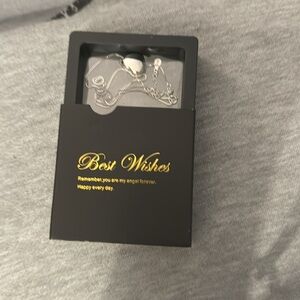 Best Wishes
Remember,you are my angel forever.
Happy every day.